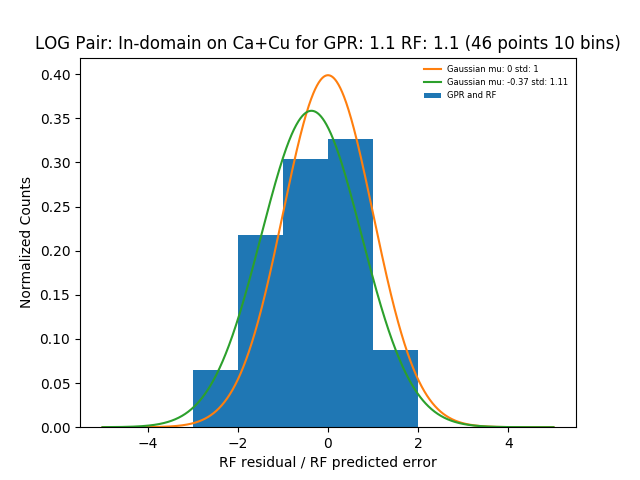 LOG Pair: In-domain on Ca+Cu for GPR: 1.1 RF: 1.1 (46 points 10 bins)
Gaussian mu: 0 std: 1
Gaussian mu: -0.37 std: 1.11
GPR and RF
0.40
0.35
0.30
0.25
0.20
0.15
0.10
0.05
0.00
Normalized Counts
−4 −2 0 2 4
RF residual / RF predicted error